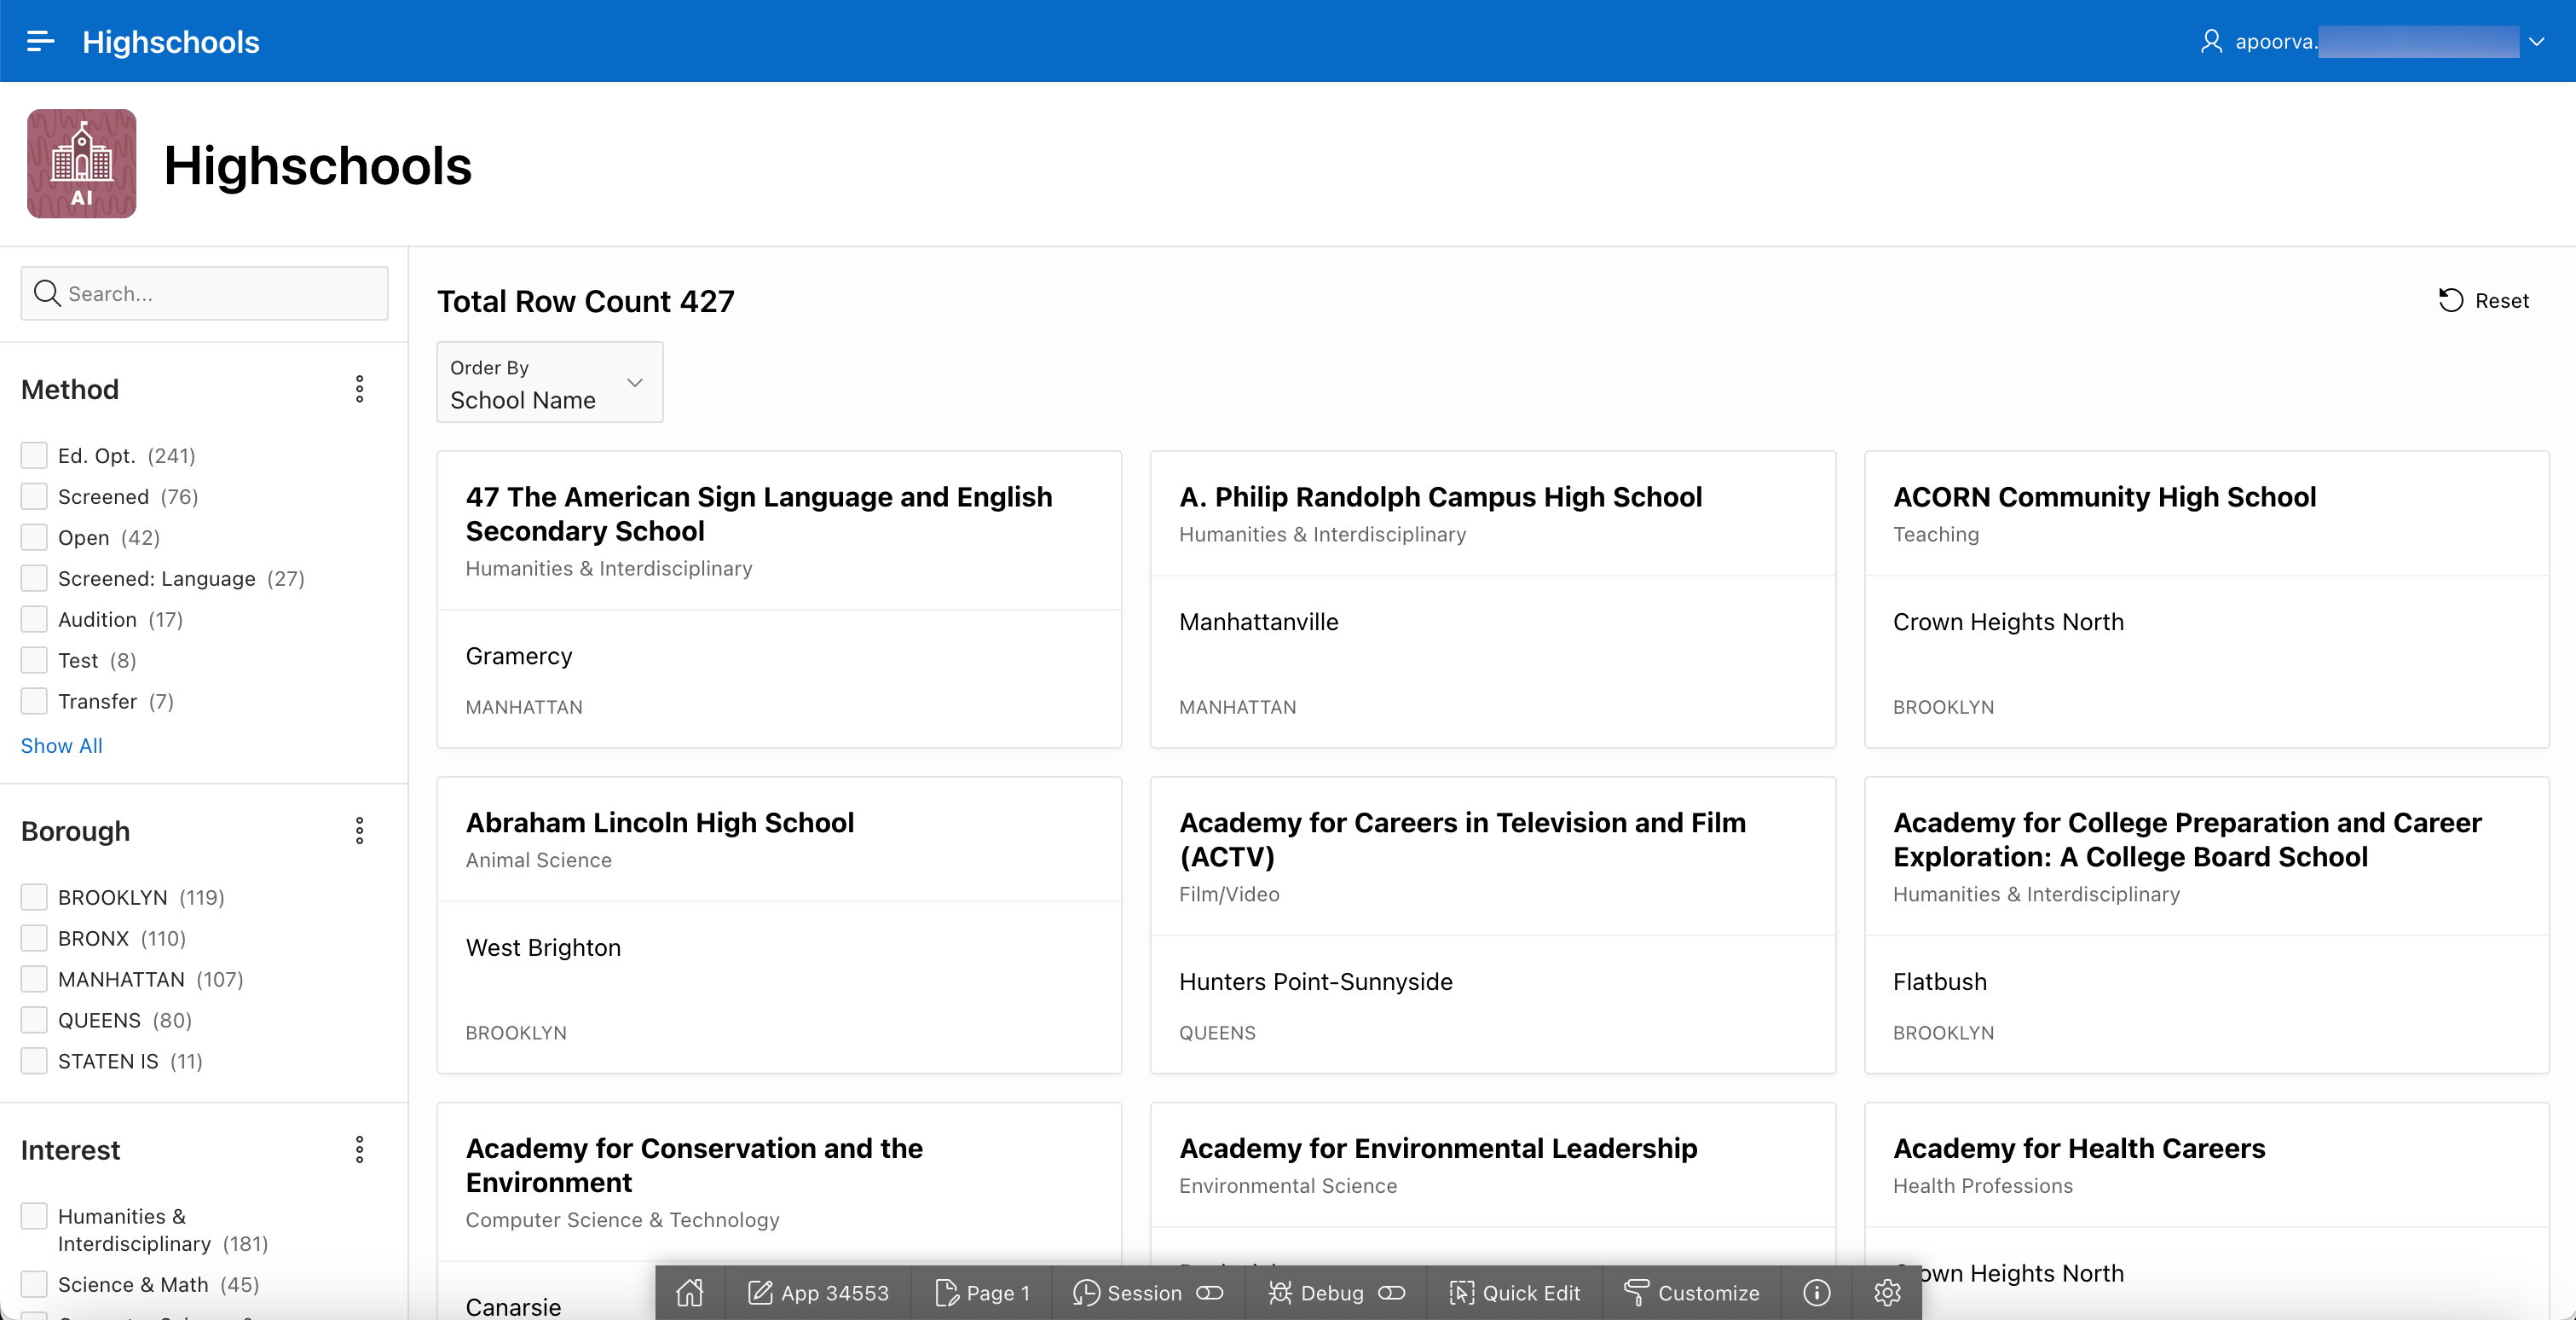 Highschools
apoorva.
AI
Highschools
Search...
Method
Ed. Opt. (241)
Screened (76)
Open (42)
Screened: Language (27)
Audition (17)
Test (8)
Transfer (7)
Show All
Borough
BROOKLYN (119)
BRONX (110)
MANHATTAN (107)
QUEENS (80)
STATEN IS (11)
Interest
Humanities &
Interdisciplinary (181)
Science & Math (45)
Total Row Count 427
Reset
Order By
School Name
47 The American Sign Language and English
Secondary School
Humanities & Interdisciplinary
Gramercy
MANHATTAN
A. Philip Randolph Campus High School
Humanities & Interdisciplinary
Manhattanville
MANHATTAN
ACORN Community High School
Teaching
Crown Heights North
BROOKLYN
Abraham Lincoln High School
Animal Science
West Brighton
BROOKLYN
Academy for Careers in Television and Film
(ACTV)
Film/Video
Hunters Point-Sunnyside
QUEENS
Academy for College Preparation and Career
Exploration: A College Board School
Humanities & Interdisciplinary
Flatbush
BROOKLYN
Academy for Conservation and the
Environment
Computer Science & Technology
Canarsie
Academy for Environmental Leadership
Environmental Science
Academy for Health Careers
Health Professions
Heights North
App 34553
Page 1
Session
Debug
Quick Edit
Customize